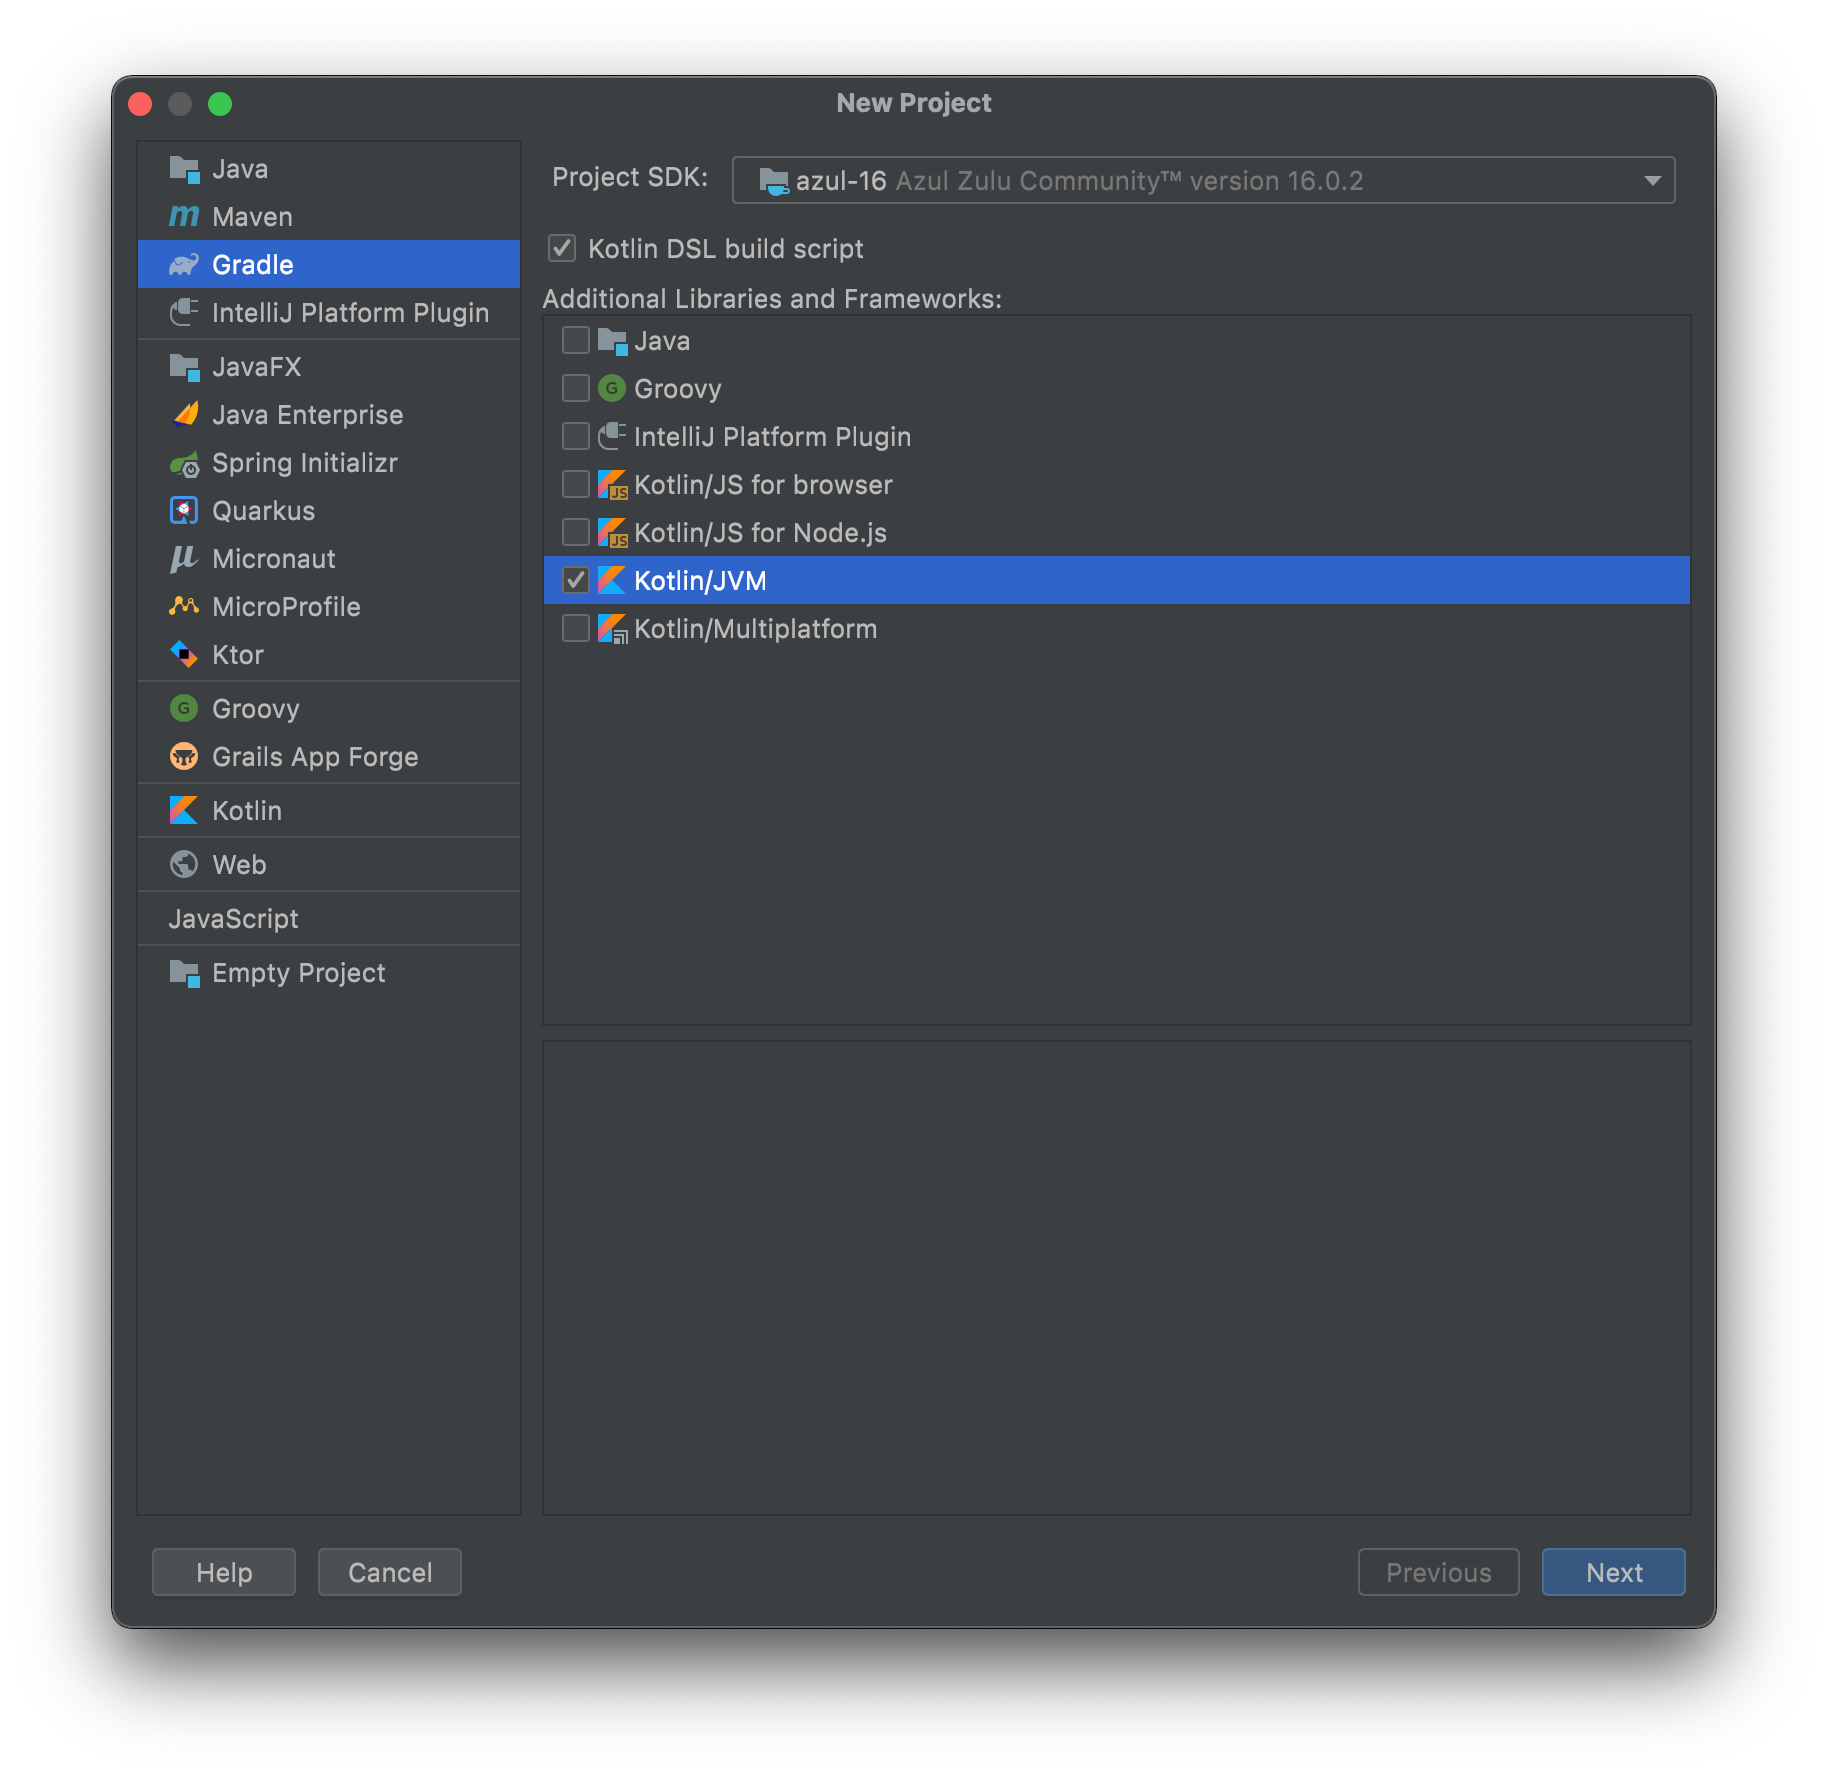 New Project
Java
Maven
Gradle
IntelliJ Platform Plugin
JavaFX
Java Enterprise
Spring Initializr
Quarkus
Micronaut
MicroProfile
Ktor
Groovy
Grails App Forge
Kotlin
Web
JavaScript
Empty Project
Project SDK: azul-16 Azul Zulu Community™ version 16.0.2
Kotlin DSL build script
Additional Libraries and Frameworks:
Java
Groovy
IntelliJ Platform Plugin
Kotlin/JS for browser
Kotlin/JS for Node.js
Kotlin/JVM
Kotlin/Multiplatform
Help
Cancel
Previous
Next